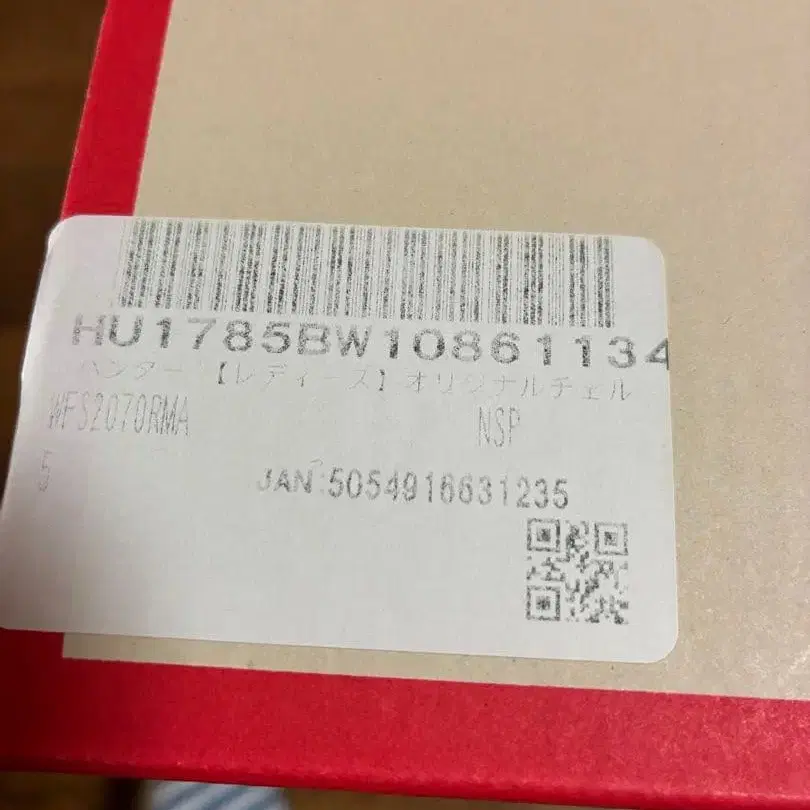 HU1785BW10861134
ハンター 【レディース】オリジナルチェル
WFS2070RMA NSP
JAN:5054916631235